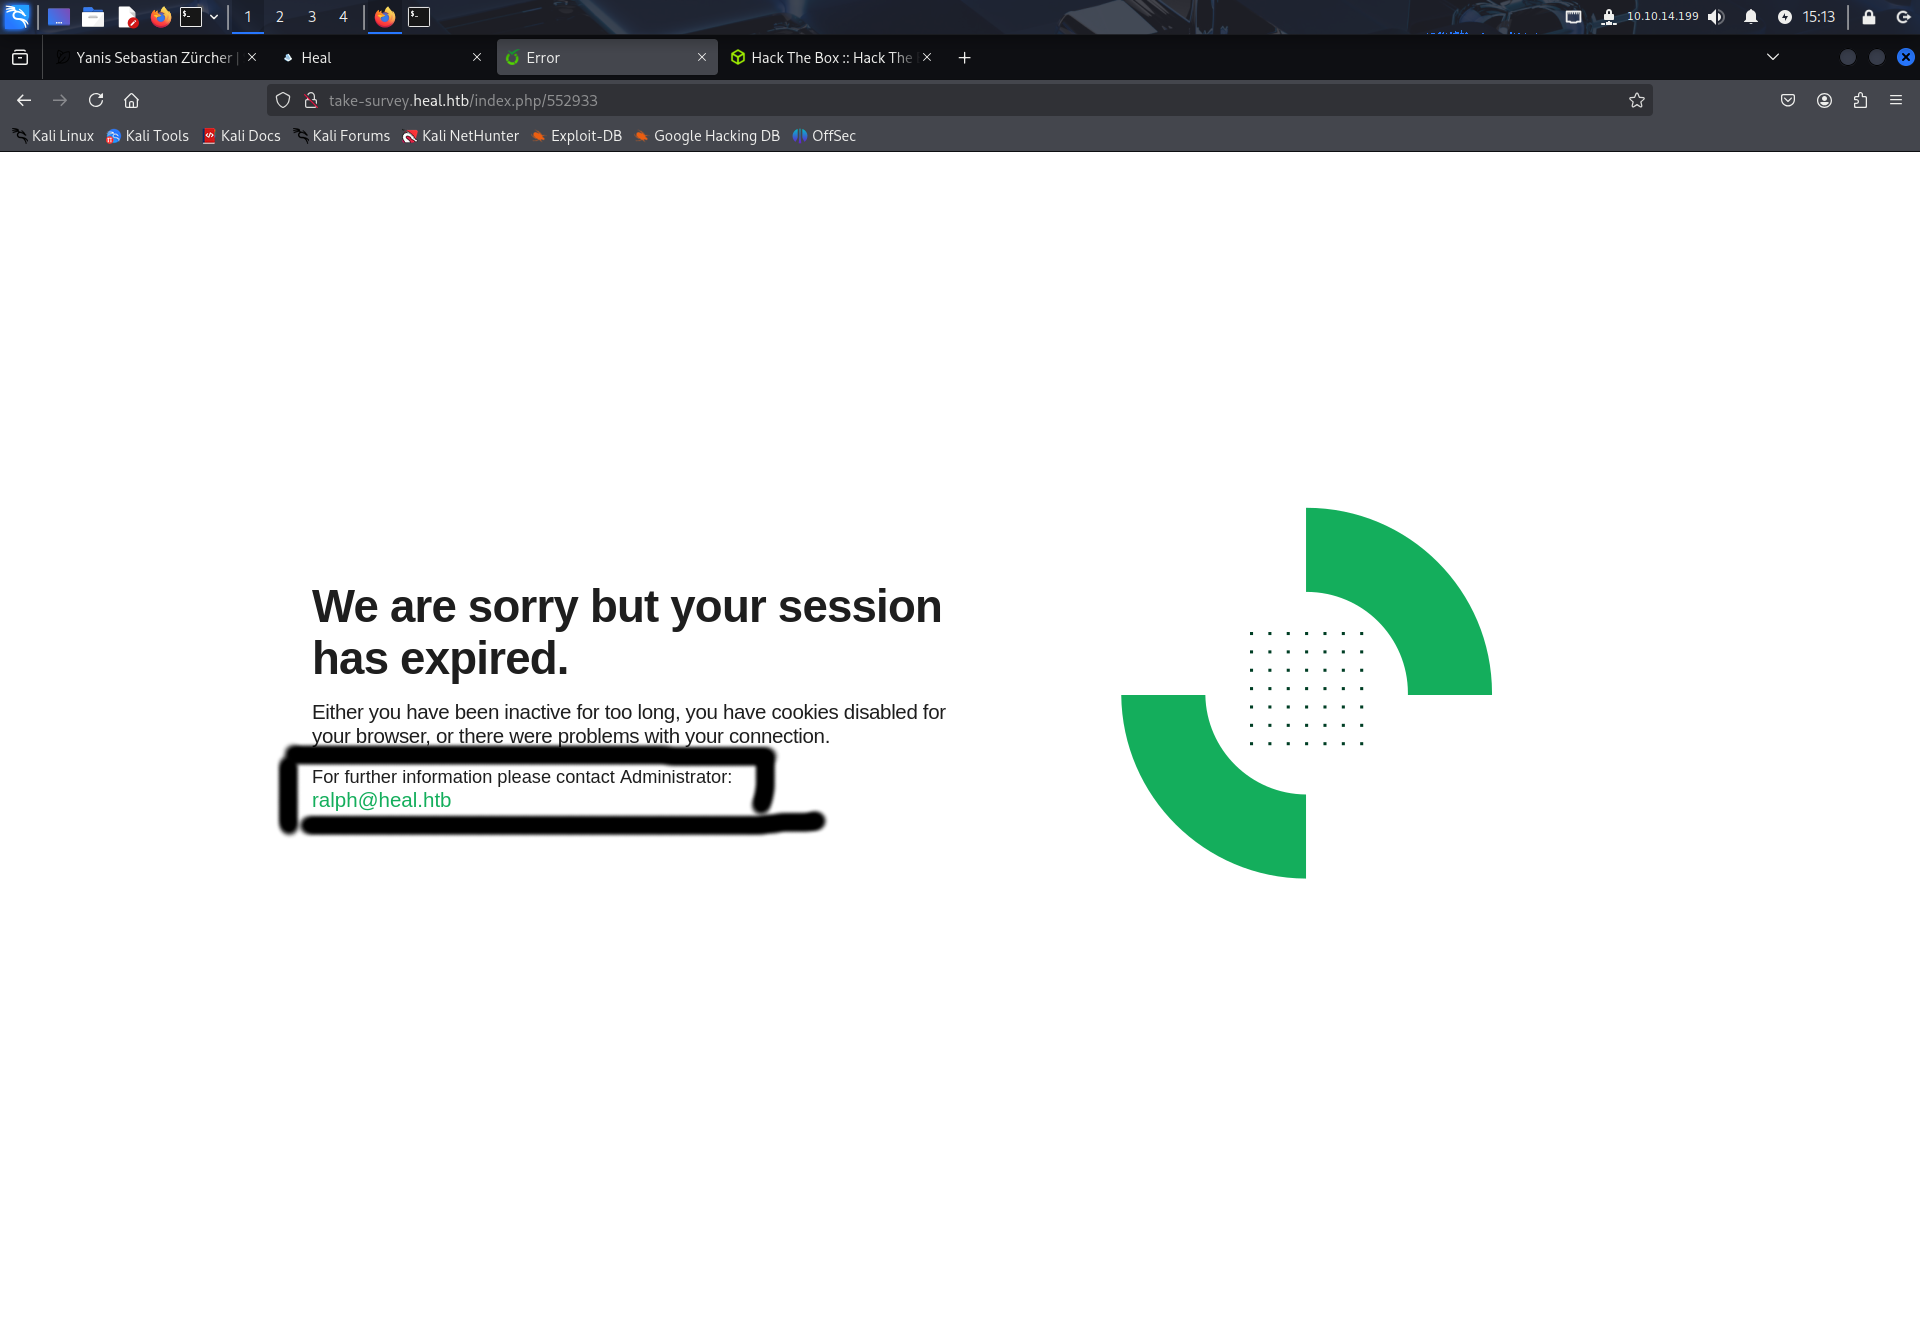 1 2 3 4 10.10.14.199 15:13
Yanis Sebastian Zürcher | Heal Error Hack The Box :: Hack The
take-survey.heal.htb/index.php/552933
Kali Linux Kali Tools Kali Docs Kali Forums Kali NetHunter Exploit-DB Google Hacking DB OffSec
We are sorry but your session
has expired.
Either you have been inactive for too long, you have cookies disabled for
your browser, or there were problems with your connection.
For further information please contact Administrator:
ralph@heal.htb